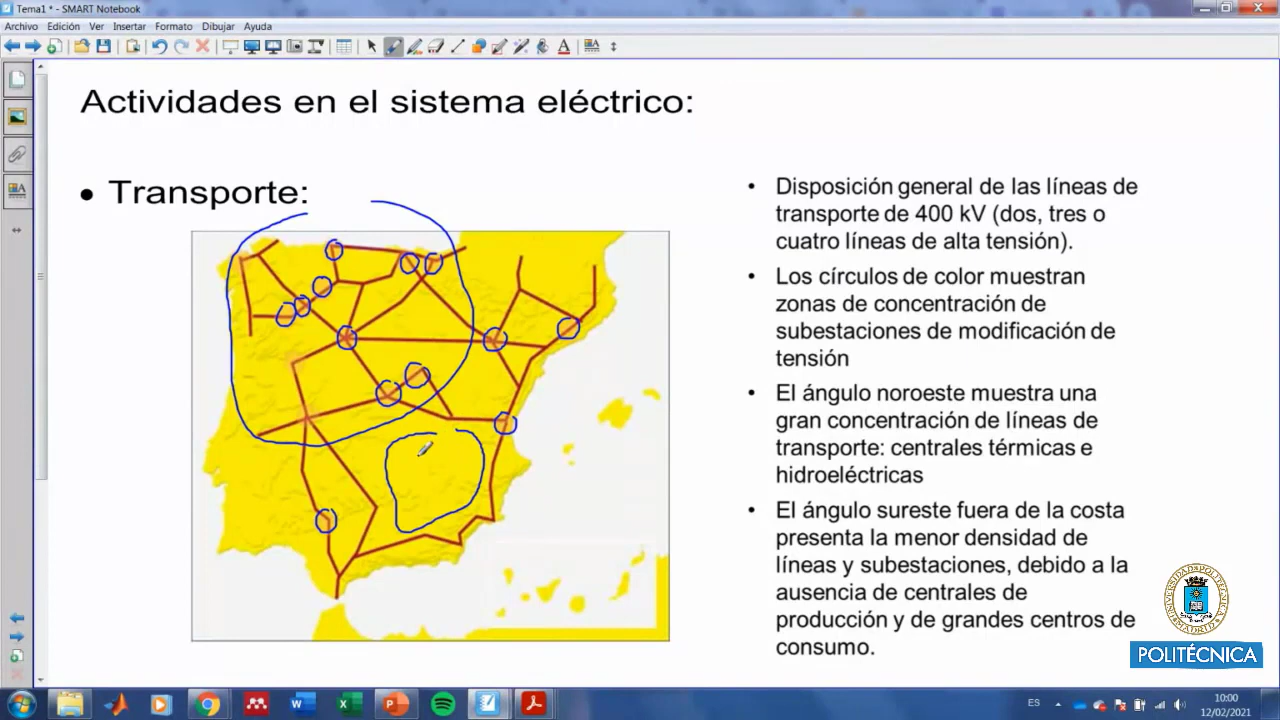 Tema1 * - SMART Notebook
Archivo Edición Ver Insertar Formato Dibujar Ayuda
Actividades en el sistema eléctrico:
• Transporte:
• Disposición general de las líneas de
transporte de 400 kV (dos, tres o
cuatro líneas de alta tensión).
• Los círculos de color muestran
zonas de concentración de
subestaciones de modificación de
tensión
• El ángulo noroeste muestra una
gran concentración de líneas de
transporte: centrales térmicas e
hidroeléctricas
• El ángulo sureste fuera de la costa
presenta la menor densidad de
líneas y subestaciones, debido a la
ausencia de centrales de
producción y de grandes centros de
consumo.
POLITÉCNICA
ES
10:00
12/02/2021